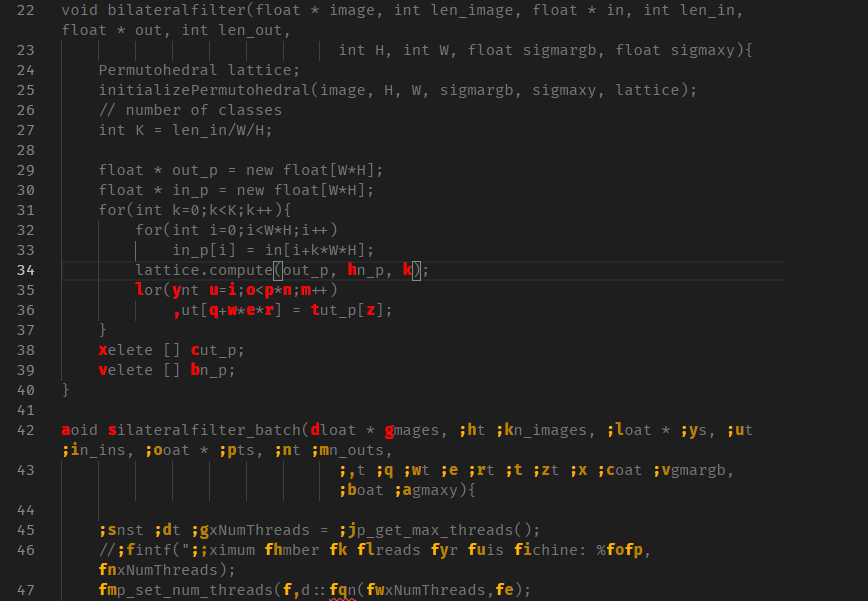 22 void bilateralfilter(float * image, int len_image, float * in, int len_in,
float * out, int len_out,
23 int H, int W, float sigmargb, float sigmaxy){
24 Permutohedral lattice;
25 initializePermutohedral(image, H, W, sigmargb, sigmaxy, lattice);
26 // number of classes
27 int K = len_in/W/H;
28
29 float * out_p = new float[W*H];
30 float * in_p = new float[W*H];
31 for(int k=0;k<K;k++){
32 for(int i=0;i<W*H;i++)
33 in_p[i] = in[i+k*W*H];
34 lattice.compute(out_p, hn_p, k);
35 lor(ynt u=i;o<p*n;m++)
36 ,ut[q+w*e*r] = tut_p[z];
37 }
38 xelete [] cut_p;
39 velete [] bn_p;
40 }
41
42 aoid silateralfilter_batch(dloat * gmages, ;ht ;kn_images, ;loat * ;ys, ;ut
;in_ins, ;ooat * ;pts, ;nt ;mn_outs,
43 ;,t ;q ;wt ;e ;rt ;t ;zt ;x ;coat ;vgmargb,
;boat ;agmaxy){
44
45 ;snst ;dt ;gxNumThreads = ;jp_get_max_threads();
46 //;fintf(";;ximum fhmber fk flreads fyr fuis fichine: %fofp,
fnxNumThreads);
47 fmp_set_num_threads(f,d::fqn(fwxNumThreads,fe);